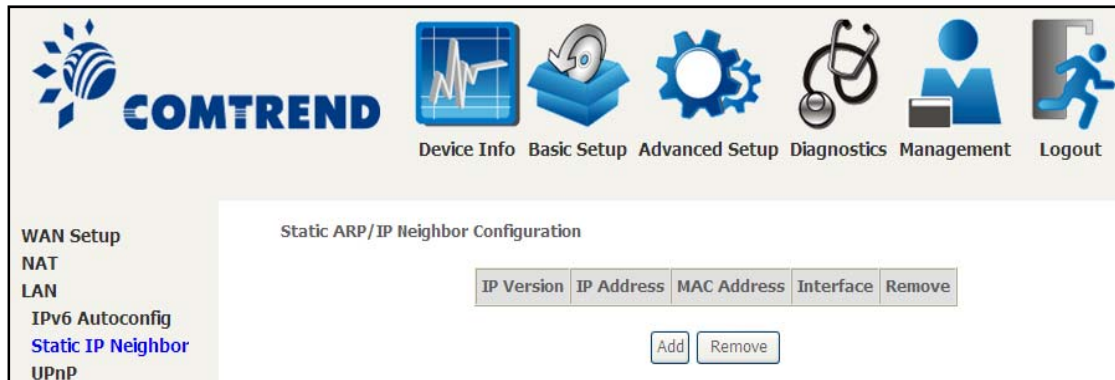 COMTREND
Device Info Basic Setup Advanced Setup Diagnostics Management Logout
WAN Setup
NAT
LAN
IPv6 Autoconfig
Static IP Neighbor
UPnP
Static ARP/IP Neighbor Configuration
IP Version IP Address MAC Address Interface Remove
Add Remove